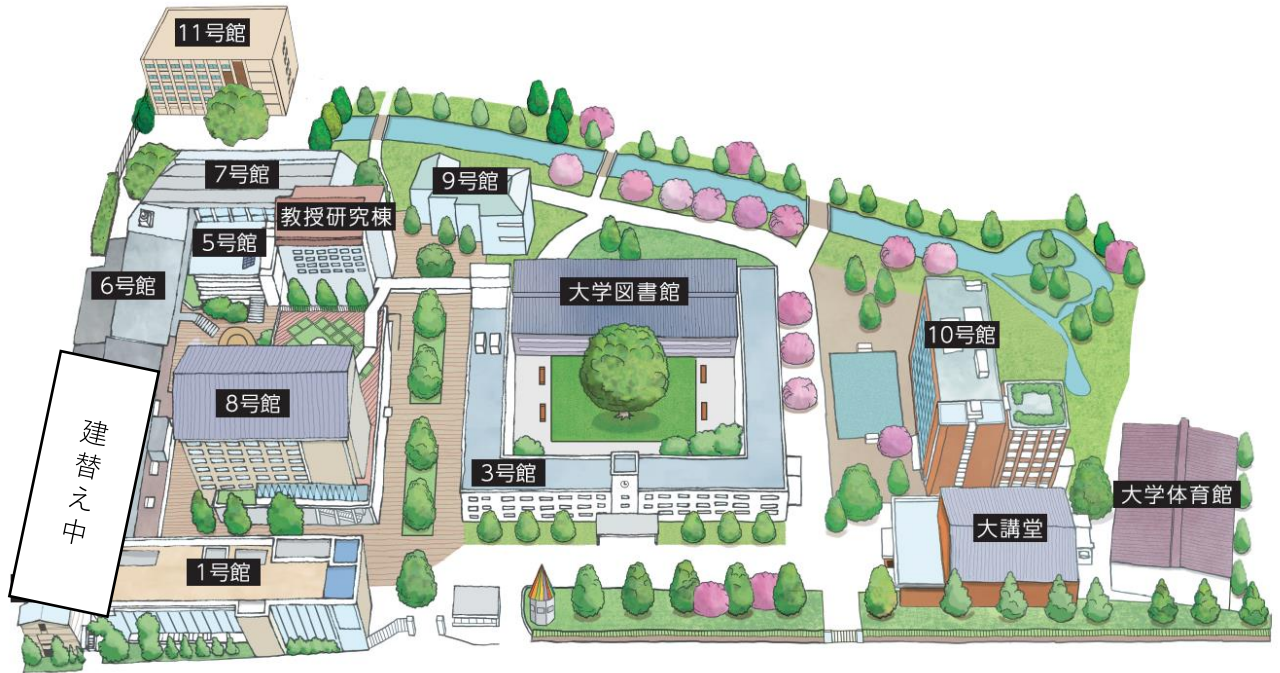 11号館
7号館
9号館
教授研究棟
5号館
6号館
大学図書館
10号館
8号館
建替え中
3号館
大学体育館
大講堂
1号館